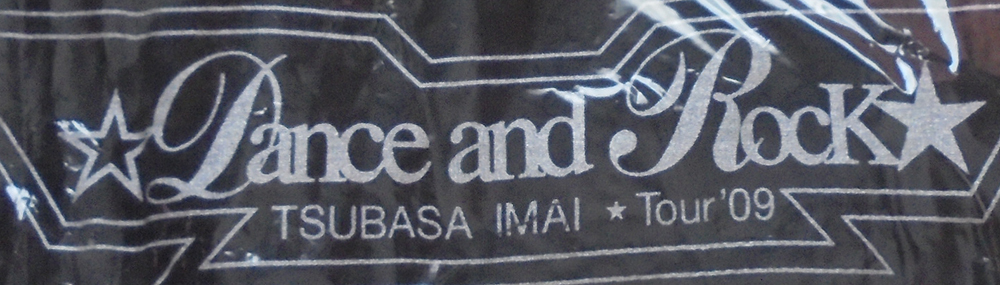 Dance and RocK
TSUBASA IMAI ★ Tour '09